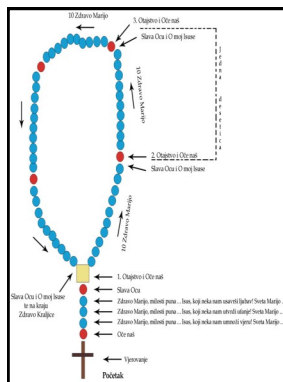 10 Zdravo Marijo
3. Otajstvo i Oče naš
Slava Ocu i O moj Isuse
10 Zdravo Marijo
2. Otajstvo i Oče naš
Slava Ocu i O moj Isuse
10 Zdravo Marijo
1. Otajstvo i Oče naš
Slava Ocu i O moj Isuse
te na kraju
Zdravo Kraljice
Slava Ocu
Zdravo Marijo, milosti puna ... Isus, koji neka nam usavrši ljubav! Sveta Marijo ...
Zdravo Marijo, milosti puna ... Isus, koji neka nam utvrdi ufanje! Sveta Marijo ...
Zdravo Marijo, milosti puna ... Isus, koji neka nam umnoži vjeru! Sveta Marijo ...
Oče naš
Vjerovanje
Početak